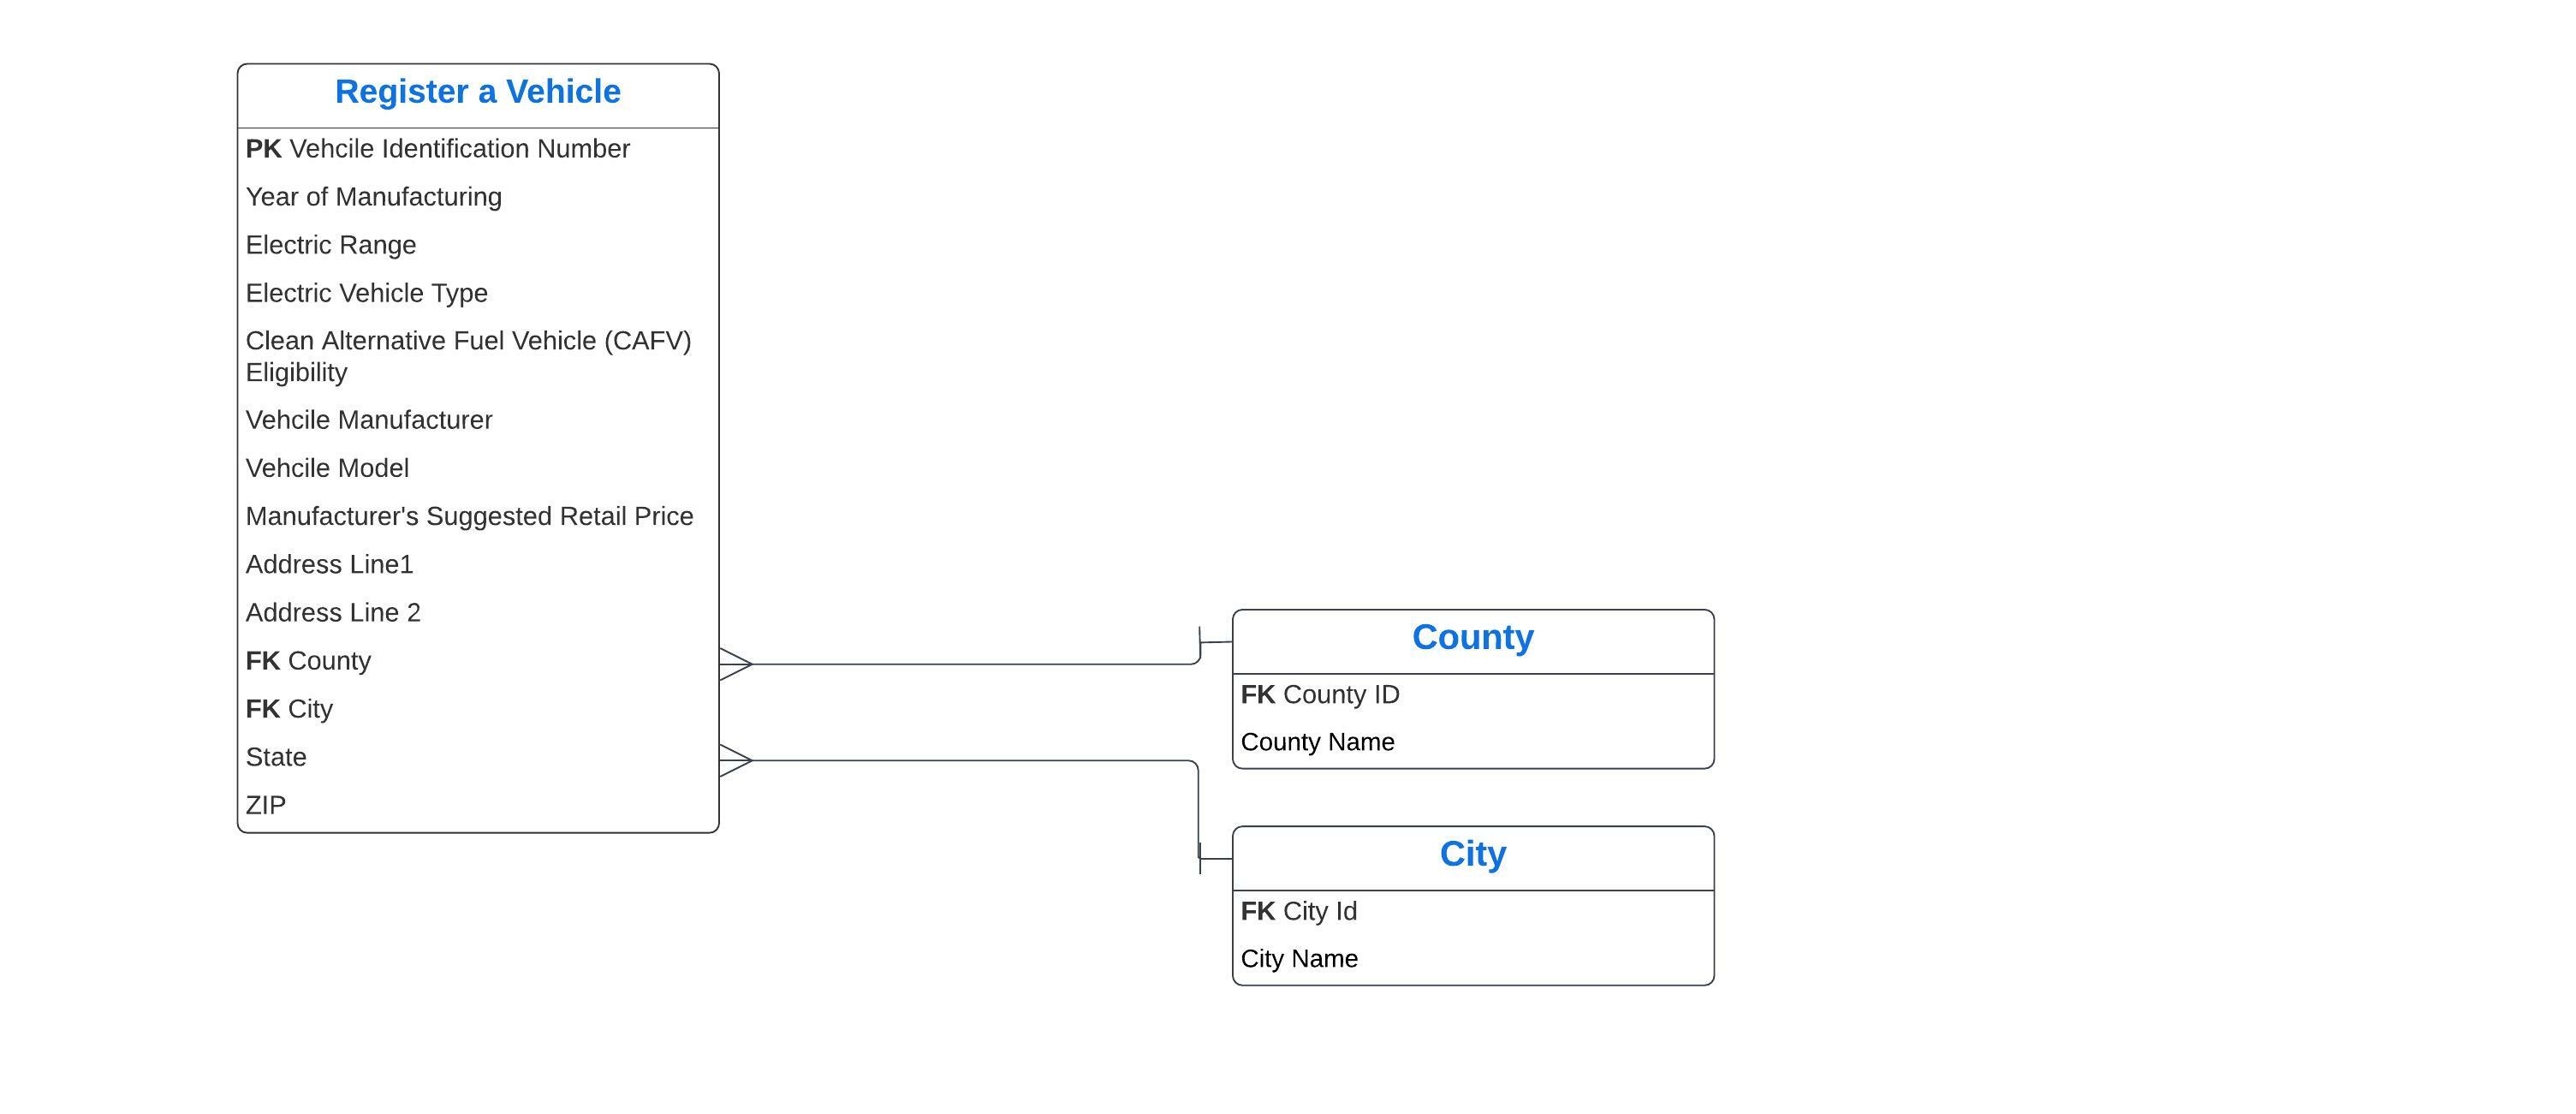 Register a Vehicle
PK Vehcile Identification Number
Year of Manufacturing
Electric Range
Electric Vehicle Type
Clean Alternative Fuel Vehicle (CAFV)
Eligibility
Vehcile Manufacturer
Vehcile Model
Manufacturer's Suggested Retail Price
Address Line1
Address Line 2
FK County
FK City
State
ZIP
County
FK County ID
County Name
City
FK City Id
City Name